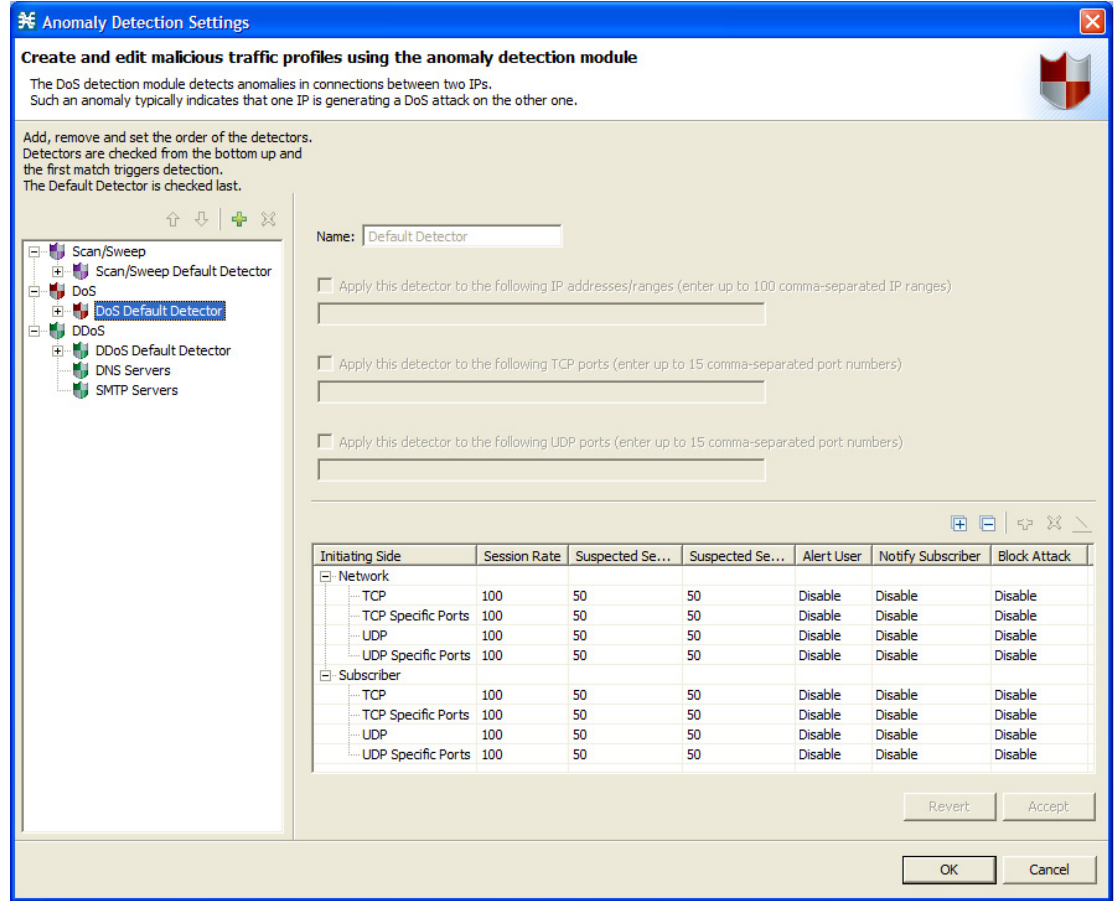 Anomaly Detection Settings
Create and edit malicious traffic profiles using the anomaly detection module
The DoS detection module detects anomalies in connections between two IPs.
Such an anomaly typically indicates that one IP is generating a DoS attack on the other one.
Add, remove and set the order of the detectors.
Detectors are checked from the bottom up and
the first match triggers detection.
The Default Detector is checked last.
Scan/Sweep
Scan/Sweep Default Detector
DoS
DoS Default Detector
DDoS
DDoS Default Detector
DNS Servers
SMTP Servers
Name: Default Detector
Apply this detector to the following IP addresses/ranges (enter up to 100 comma-separated IP ranges)
Apply this detector to the following TCP ports (enter up to 15 comma-separated port numbers)
Apply this detector to the following UDP ports (enter up to 15 comma-separated port numbers)
Initiating Side Session Rate Suspected Se... Suspected Se... Alert User Notify Subscriber Block Attack
Network
TCP 100 50 50 Disable Disable Disable
TCP Specific Ports 100 50 50 Disable Disable Disable
UDP 100 50 50 Disable Disable Disable
UDP Specific Ports 100 50 50 Disable Disable Disable
Subscriber
TCP 100 50 50 Disable Disable Disable
TCP Specific Ports 100 50 50 Disable Disable Disable
UDP 100 50 50 Disable Disable Disable
UDP Specific Ports 100 50 50 Disable Disable Disable
Revert Accept
OK Cancel